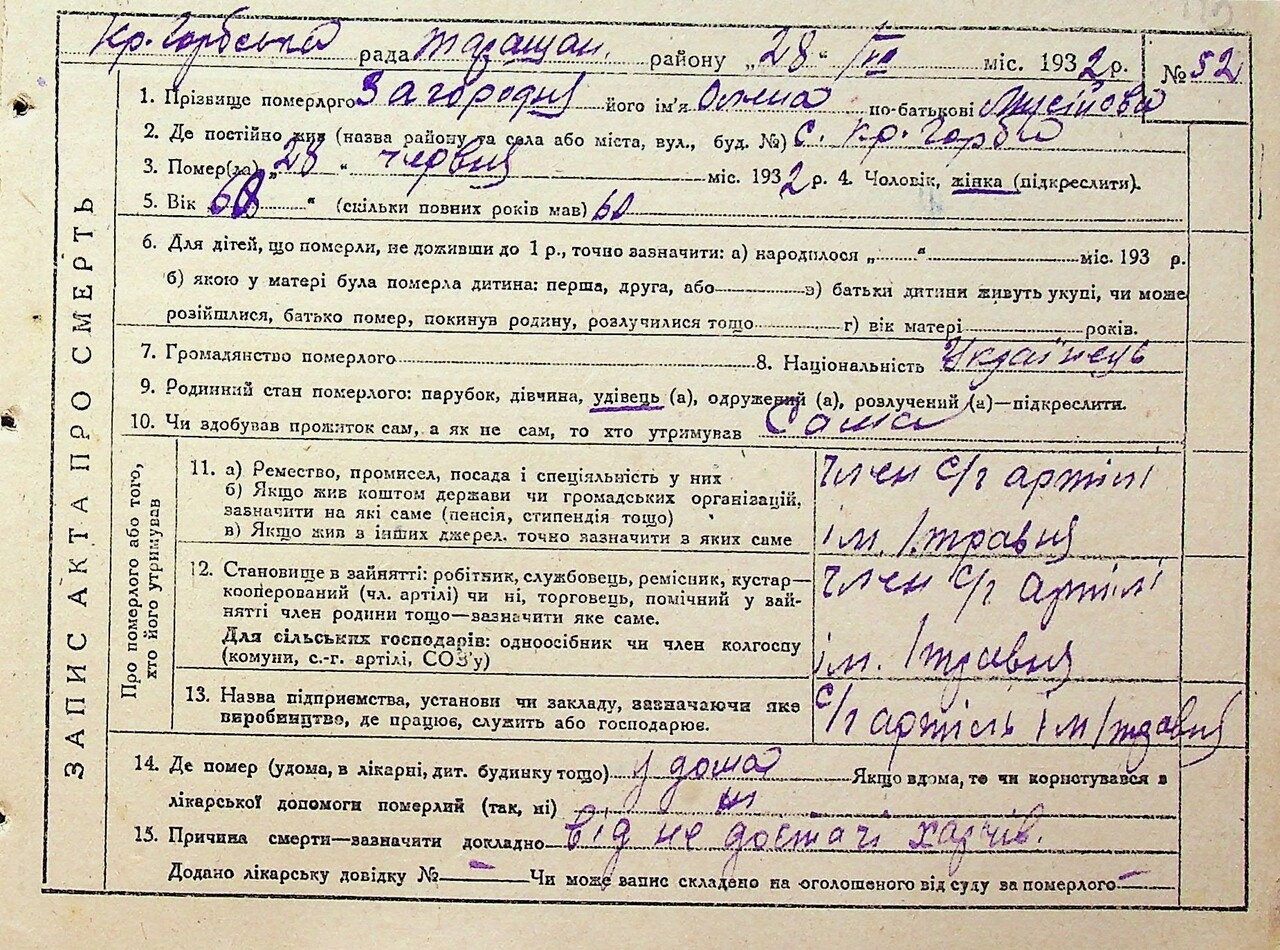 Кр. Горбська рада Таращан. району „28“ VII міс. 1932 р. № 52
1. Прізвище померлого Загородня його ім'я Олена по-батькові Мусіїовна
2. Де постійно жив (назва району та села або міста, вул., буд. №) с. Кр. Горба
3. Помер(ла) „28“ червня міс. 1932 р. 4. Чоловік, жінка (підкреслити).
5. Вік 60 “ (скільки повних років мав) 60
6. Для дітей, що померли, не доживши до 1 р., точно зазначити: а) народилося „ “ міс. 193 р.
б) якою у матері була померла дитина: перша, друга, або в) батьки дитини живуть укупі, чи може
розійшлися, батько помер, покинув родину, розлучилися тощо г) вік матері років.
7. Громадянство померлого 8. Національність Українець
9. Родинний стан померлого: парубок, дівчина, удівець (а), одружений (а), розлучений (а)—підкреслити.
10. Чи здобував прожиток сам, а як не сам, то хто утримував Сама
ЗАПИС АКТА ПРО СМЕРТЬ
Про померлого або того,
хто його утримував
11. а) Ремество, промисел, посада і спеціяльність у них
б) Якщо жив коштом держави чи громадських організацій,
зазначити на які саме (пенсія, стипендія тощо)
в) Якщо жив з інших джерел, точно зазначити з яких саме
Член с/г артілі
ім. 1 травня
12. Становище в зайнятті: робітник, службовець, ремісник, кустар—
кооперований (чл. артілі) чи ні, торговець, помічний у зай-
нятті член родини тощо—зазначити яке саме.
Для сільських господарів: одноосібник чи член колгоспу
(комуни, с.-г. артілі, СОЗ'у)
Член с/г артілі
ім. 1 травня
13. Назва підприємства, установи чи закладу, зазначаючи яке
виробництво, де працює, служить або господарює.
с/г артіль ім 1 травня
14. Де помер (удома, в лікарні, дит. будинку тощо) у дома Якщо вдома, то чи користувався з
лікарської допомоги померлий (так, ні) ні
15. Причина смерти—зазначити докладно від не достачі харчів.
Додано лікарську довідку № — Чи може запис складено на оголошеного від суду за померлого —